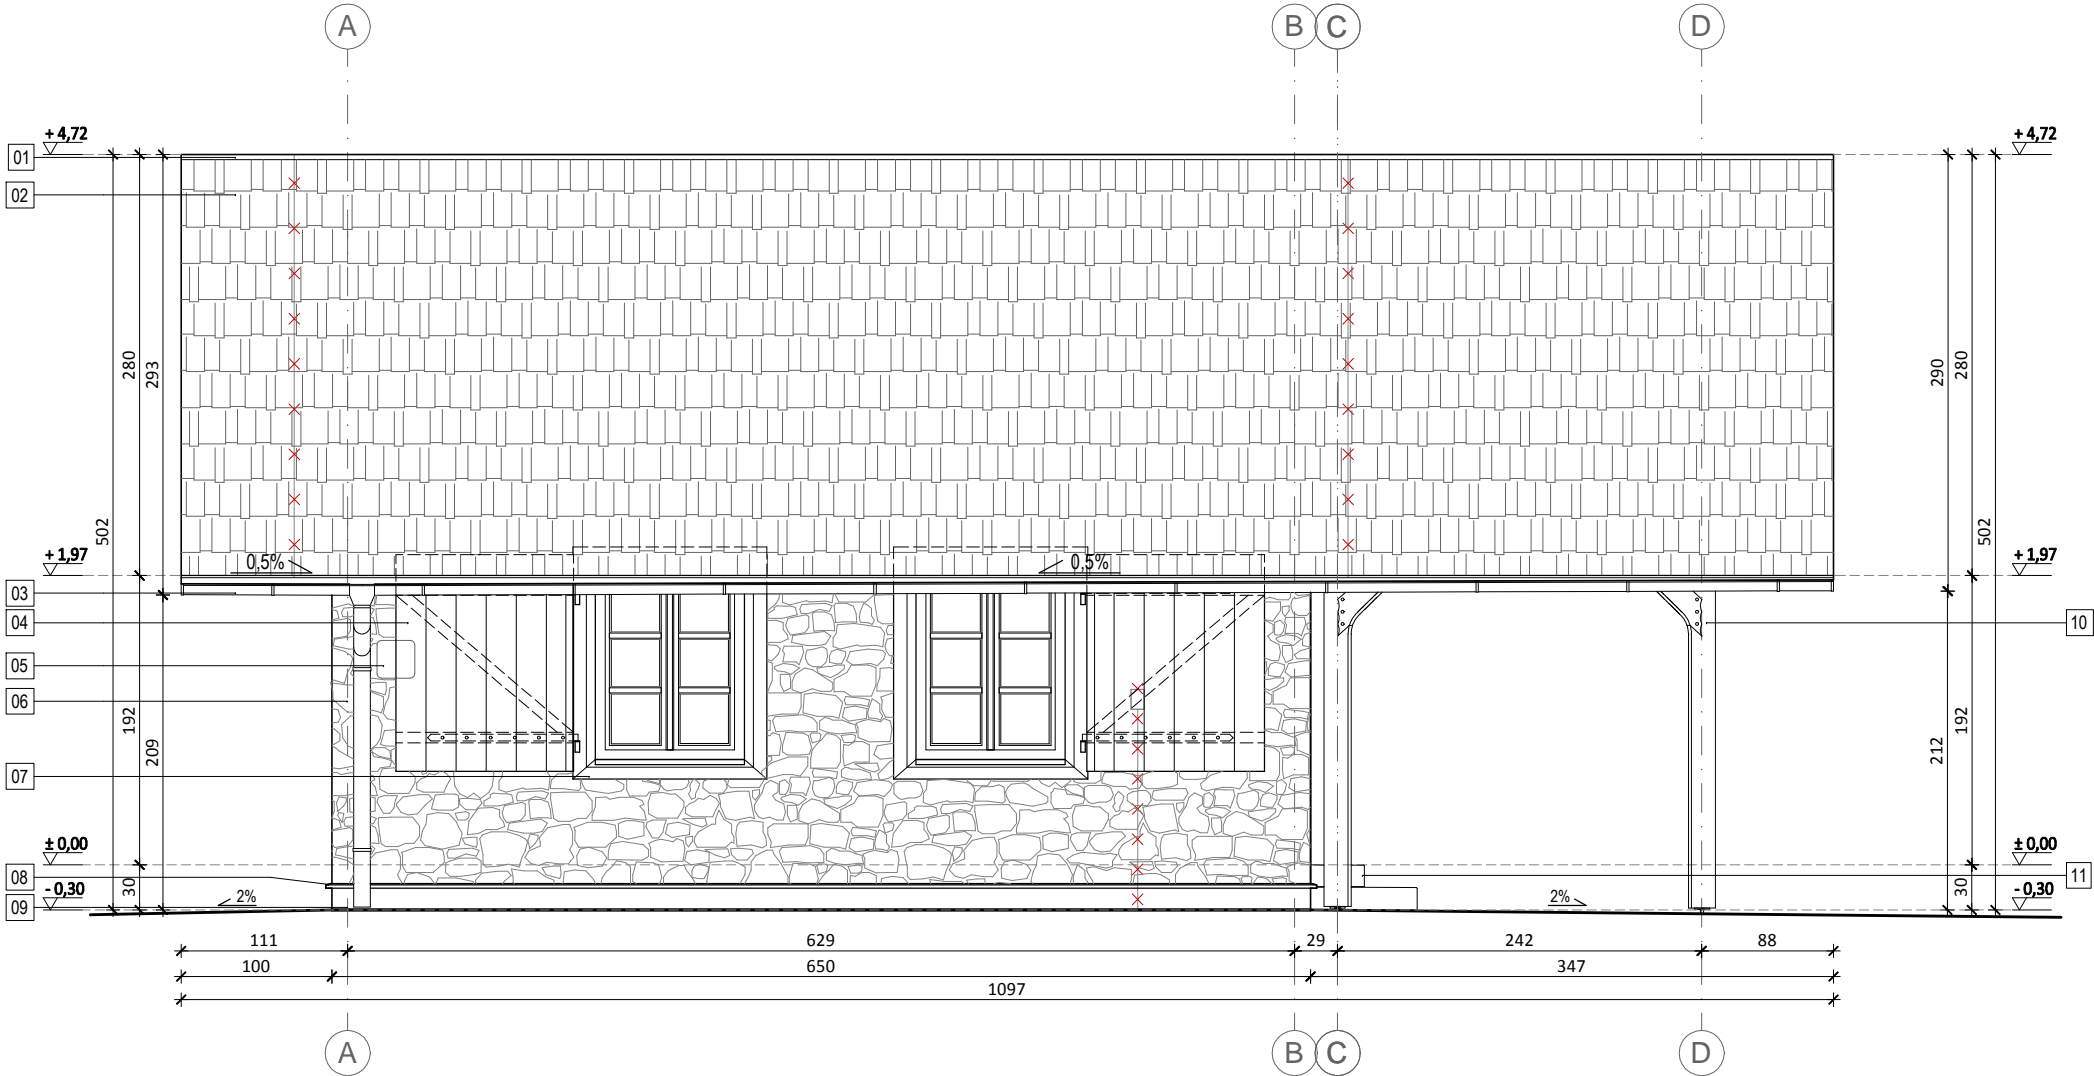 A B C D
+ 4,72 + 4,72
01
02
280 293 290 280
502 502
+ 1,97 0,5% 0,5% + 1,97
03
04 10
05
06
192 209 212 192
07
± 0,00 ± 0,00
08 11
30 30
- 0,30 2% 2% - 0,30
09
111 629 29 242 88
100 650 347
1097
A B C D